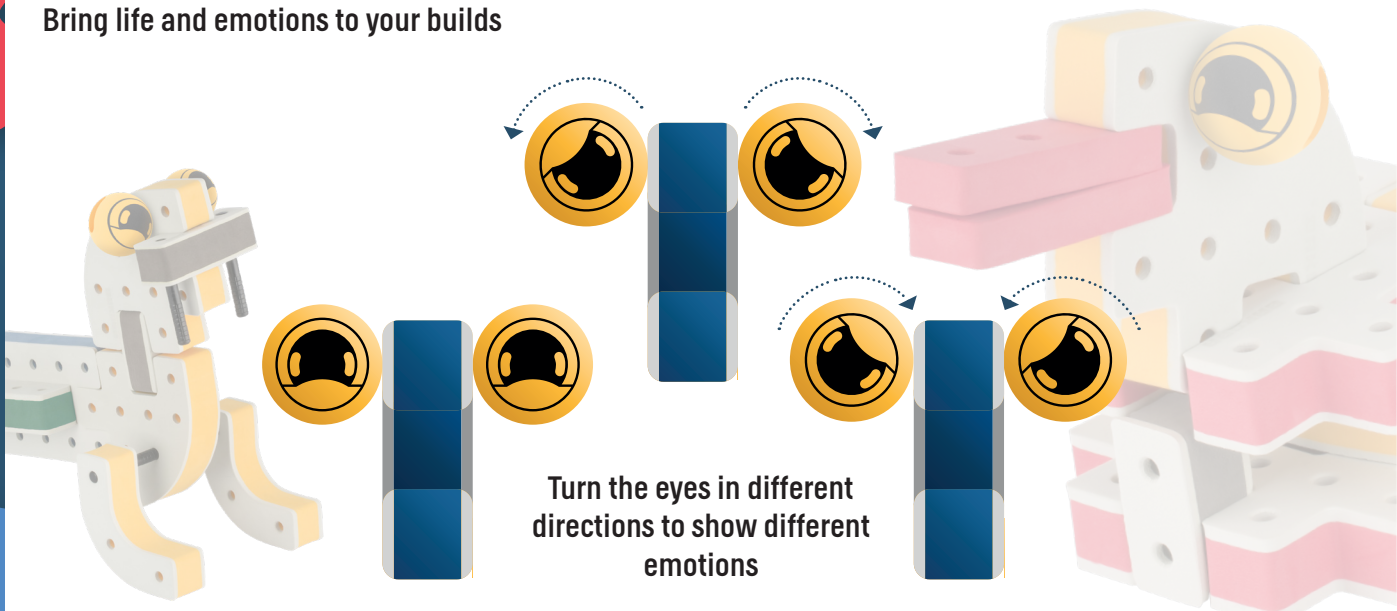 Bring life and emotions to your builds
Turn the eyes in different
directions to show different
emotions